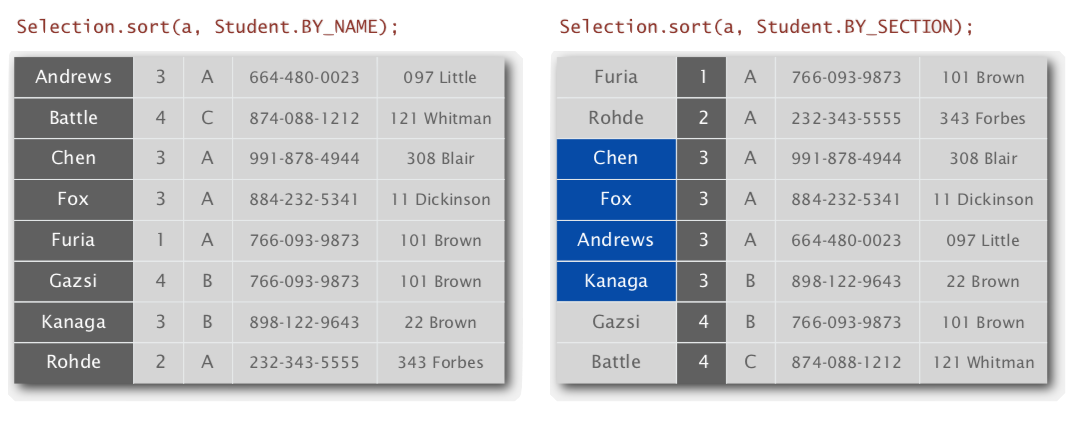 Selection.sort(a, Student.BY_NAME);
Andrews 3 A 664-480-0023 097 Little
Battle 4 C 874-088-1212 121 Whitman
Chen 3 A 991-878-4944 308 Blair
Fox 3 A 884-232-5341 11 Dickinson
Furia 1 A 766-093-9873 101 Brown
Gazsi 4 B 766-093-9873 101 Brown
Kanaga 3 B 898-122-9643 22 Brown
Rohde 2 A 232-343-5555 343 Forbes
Selection.sort(a, Student.BY_SECTION);
Furia 1 A 766-093-9873 101 Brown
Rohde 2 A 232-343-5555 343 Forbes
Chen 3 A 991-878-4944 308 Blair
Fox 3 A 884-232-5341 11 Dickinson
Andrews 3 A 664-480-0023 097 Little
Kanaga 3 B 898-122-9643 22 Brown
Gazsi 4 B 766-093-9873 101 Brown
Battle 4 C 874-088-1212 121 Whitman